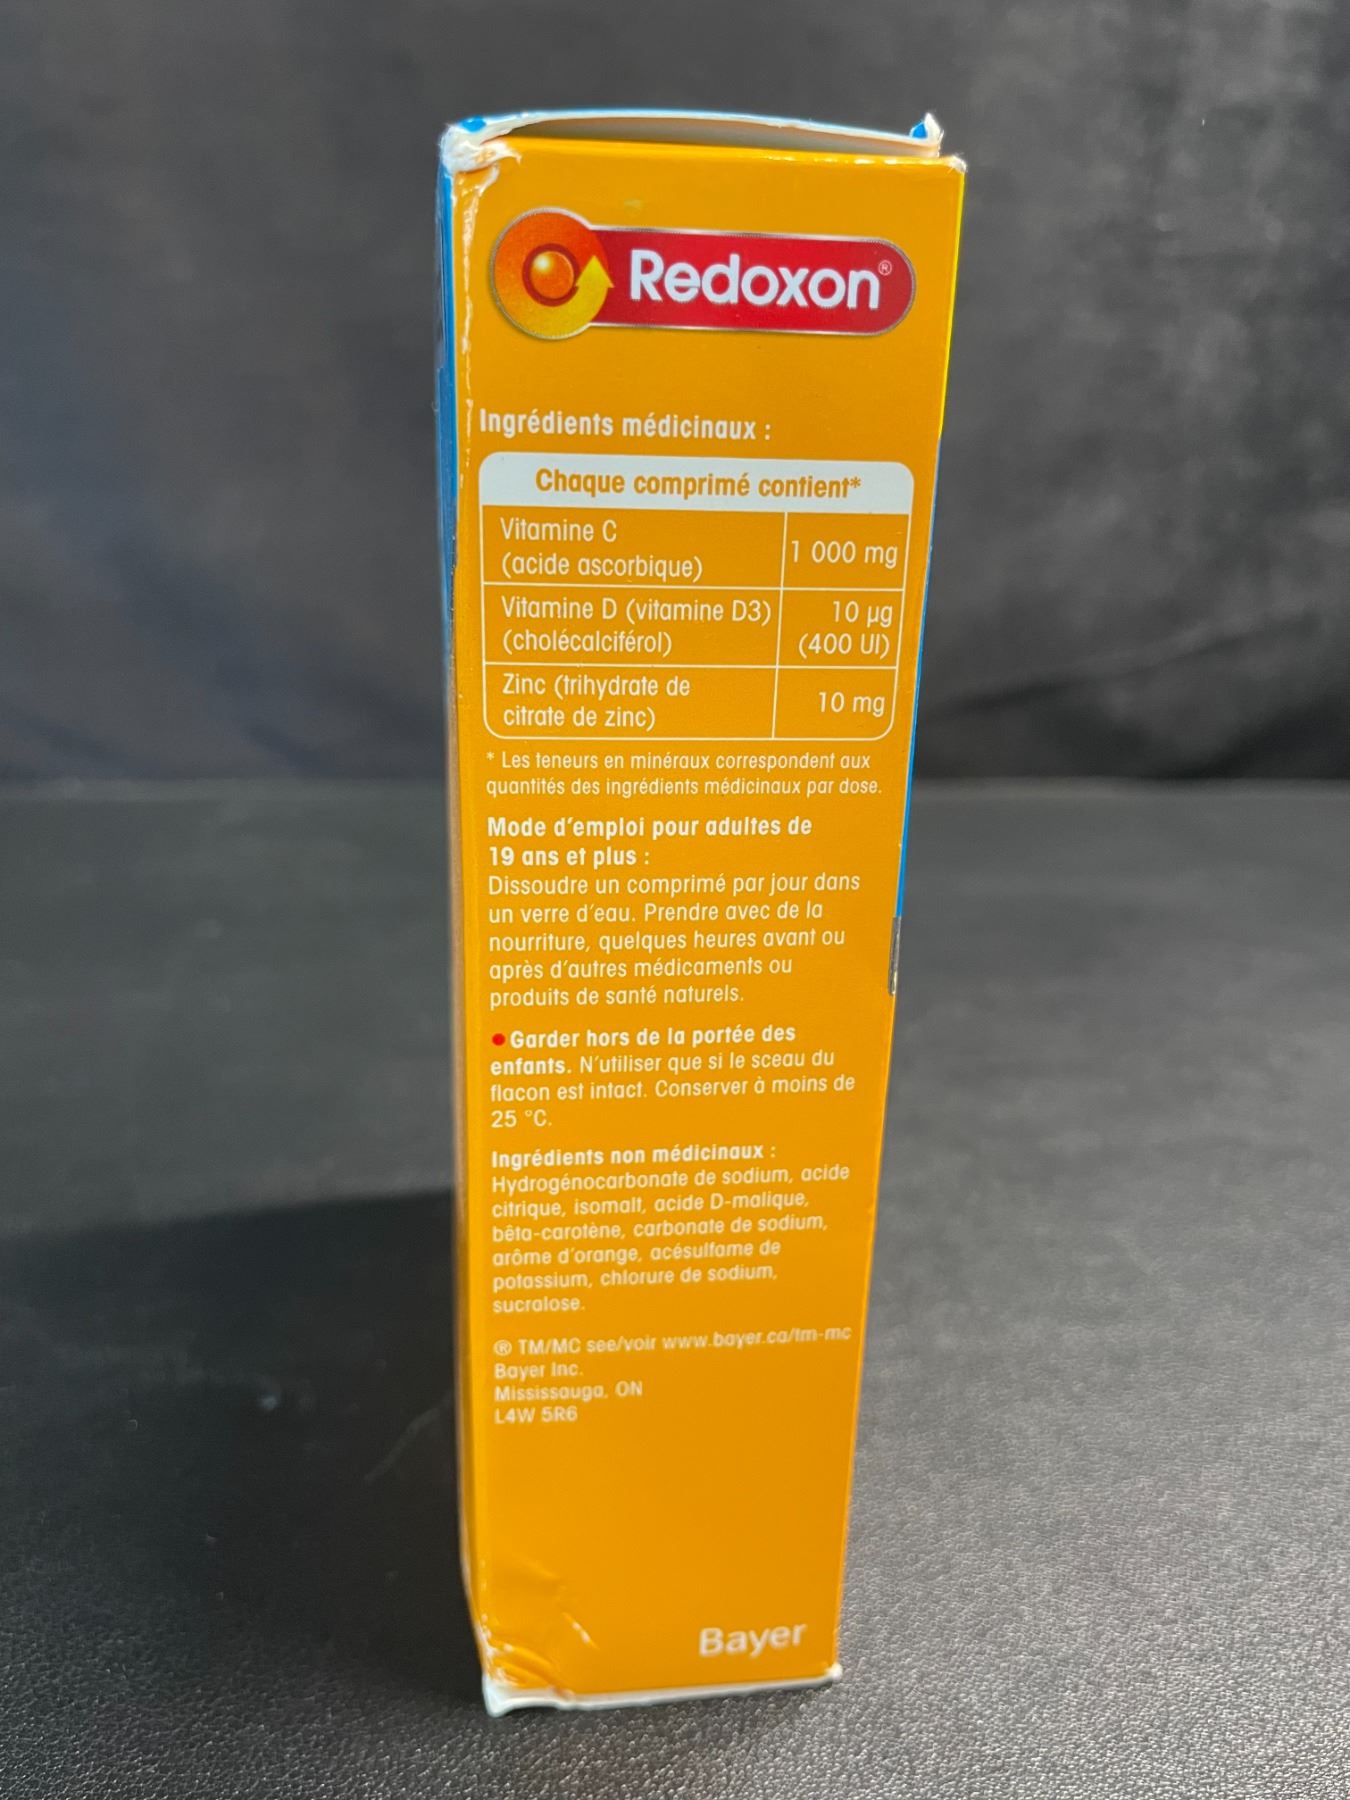 Redoxon®
Ingrédients médicinaux :
Chaque comprimé contient*
Vitamine C
(acide ascorbique)
1 000 mg
Vitamine D (vitamine D3)
(cholécalciférol)
10 µg
(400 UI)
Zinc (trihydrate de
citrate de zinc)
10 mg
* Les teneurs en minéraux correspondent aux
quantités des ingrédients médicinaux par dose.
Mode d'emploi pour adultes de
19 ans et plus :
Dissoudre un comprimé par jour dans
un verre d'eau. Prendre avec de la
nourriture, quelques heures avant ou
après d'autres médicaments ou
produits de santé naturels.
• Garder hors de la portée des
enfants. N'utiliser que si le sceau du
flacon est intact. Conserver à moins de
25 °C.
Ingrédients non médicinaux :
Hydrogénocarbonate de sodium, acide
citrique, isomalt, acide D-malique,
bêta-carotène, carbonate de sodium,
arôme d'orange, acésulfame de
potassium, chlorure de sodium,
sucralose.
® TM/MC see/voir www.bayer.ca/tm-mc
Bayer Inc.
Mississauga, ON
L4W 5R6
Bayer